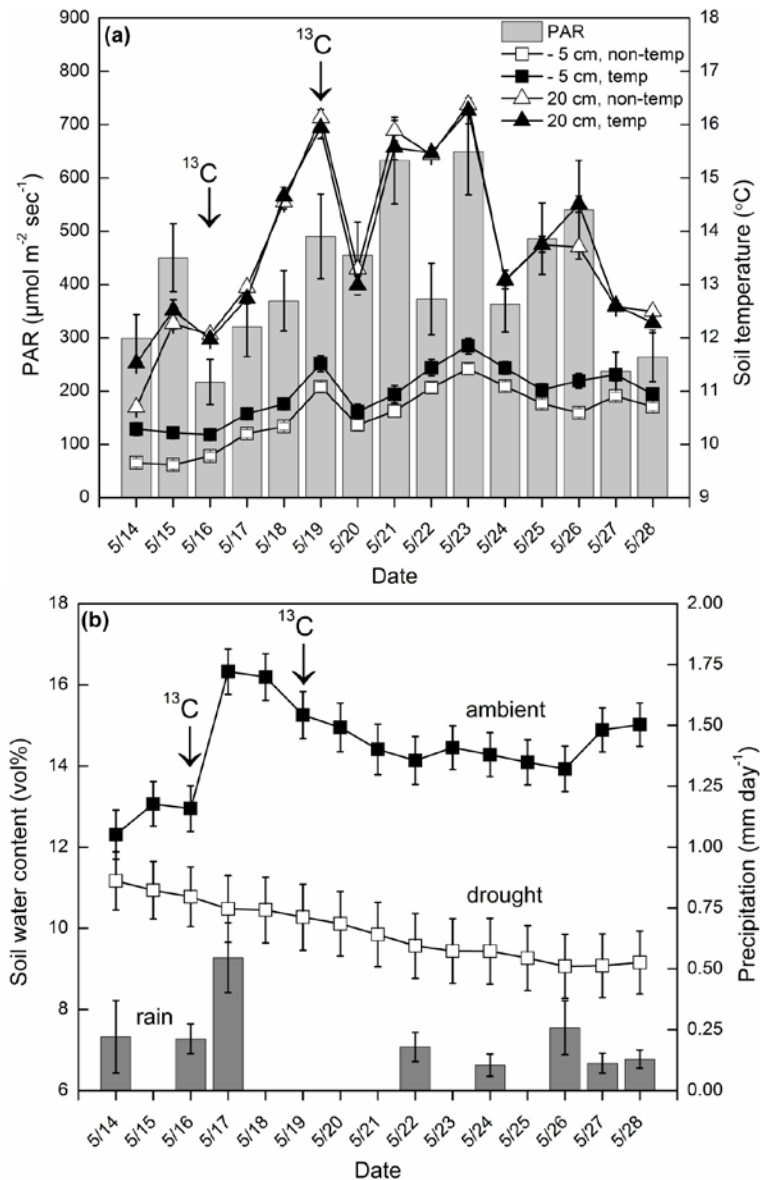 (a)
PAR
- 5 cm, non-temp
- 5 cm, temp
20 cm, non-temp
20 cm, temp
¹³C
¹³C
PAR (µmol m⁻² sec⁻¹)
900
800
700
600
500
400
300
200
100
0
Soil temperature (°C)
18
17
16
15
14
13
12
11
10
9
5/14 5/15 5/16 5/17 5/18 5/19 5/20 5/21 5/22 5/23 5/24 5/25 5/26 5/27 5/28
Date
(b)
¹³C
¹³C
ambient
drought
rain
Soil water content (vol%)
18
16
14
12
10
8
6
Precipitation (mm day⁻¹)
2.00
1.75
1.50
1.25
1.00
0.75
0.50
0.25
0.00
5/14 5/15 5/16 5/17 5/18 5/19 5/20 5/21 5/22 5/23 5/24 5/25 5/26 5/27 5/28
Date